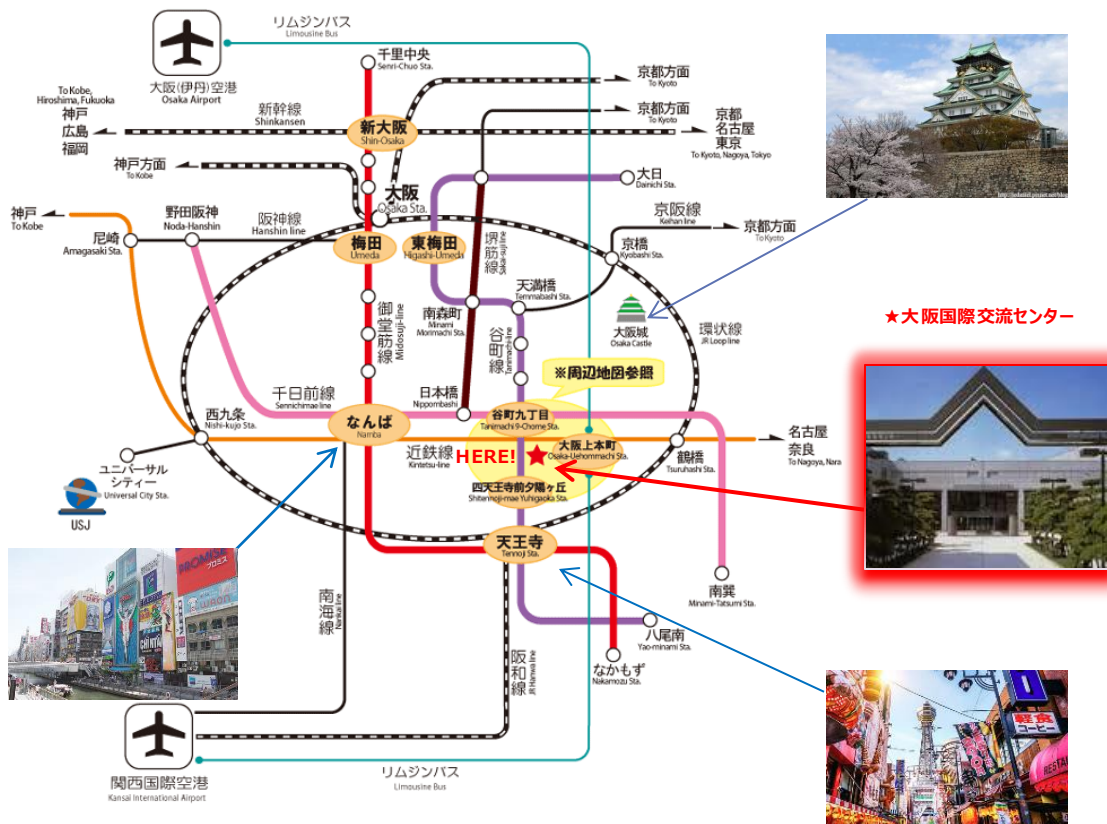 リムジンバス
Limousine Bus
大阪(伊丹)空港
Osaka Airport
千里中央
Senri-Chuo Sta.
京都方面
To Kyoto
To Kobe,
Hiroshima, Fukuoka
神戸
広島
福岡
新幹線
Shinkansen
新大阪
Shin-Osaka
京都方面
To Kyoto
京都
名古屋
東京
To Kyoto, Nagoya, Tokyo
神戸方面
To Kobe
大阪
Osaka Sta.
大日
Dainichi Sta.
神戸
To Kobe
尼崎
Amagasaki Sta.
野田阪神
Noda-Hanshin
阪神線
Hanshin line
梅田
Umeda
東梅田
Higashi-Umeda
堺筋線
Sakai-suji-line
京阪線
Keihan line
京都方面
To Kyoto
京橋
Kyobashi Sta.
天満橋
Temmabashi Sta.
御堂筋線
Midosuji-line
南森町
Minami
Morimachi Sta.
谷町線
Tanimachi-line
大阪城
Osaka Castle
環状線
JR Loop line
★大阪国際交流センター
※周辺地図参照
千日前線
Sennichimae line
日本橋
Nippombashi
西九条
Nishi-kujo Sta.
なんば
Namba
谷町九丁目
Tanimachi 9-Chome Sta.
近鉄線
Kintetsu-line
HERE!
大阪上本町
Osaka-Uehommachi Sta.
鶴橋
Tsuruhashi Sta.
名古屋
奈良
To Nagoya, Nara
ユニバーサル
シティー
Universal City Sta.
USJ
四天王寺前夕陽ヶ丘
Shitennoji-mae Yuhigaoka Sta.
天王寺
Tennoji Sta.
南巽
Minami-Tatsumi Sta.
南海線
Nankai line
八尾南
Yao-minami Sta.
阪和線
JR Hanwa line
なかもず
Nakamozu Sta.
関西国際空港
Kansai International Airport
リムジンバス
Limousine Bus
PROMISE
プロミス
軽食
コーヒー